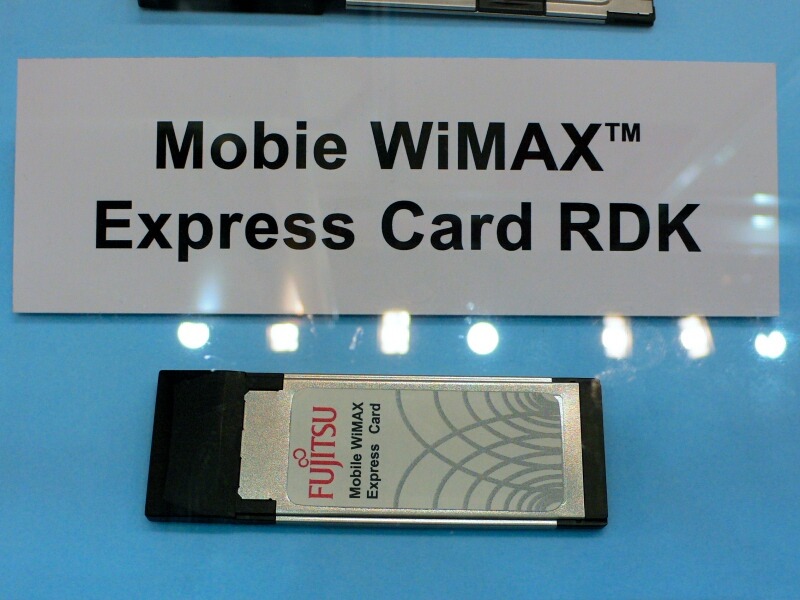 Mobie WiMAX™
Express Card RDK
FUJITSU
Mobile WiMAX
Express Card